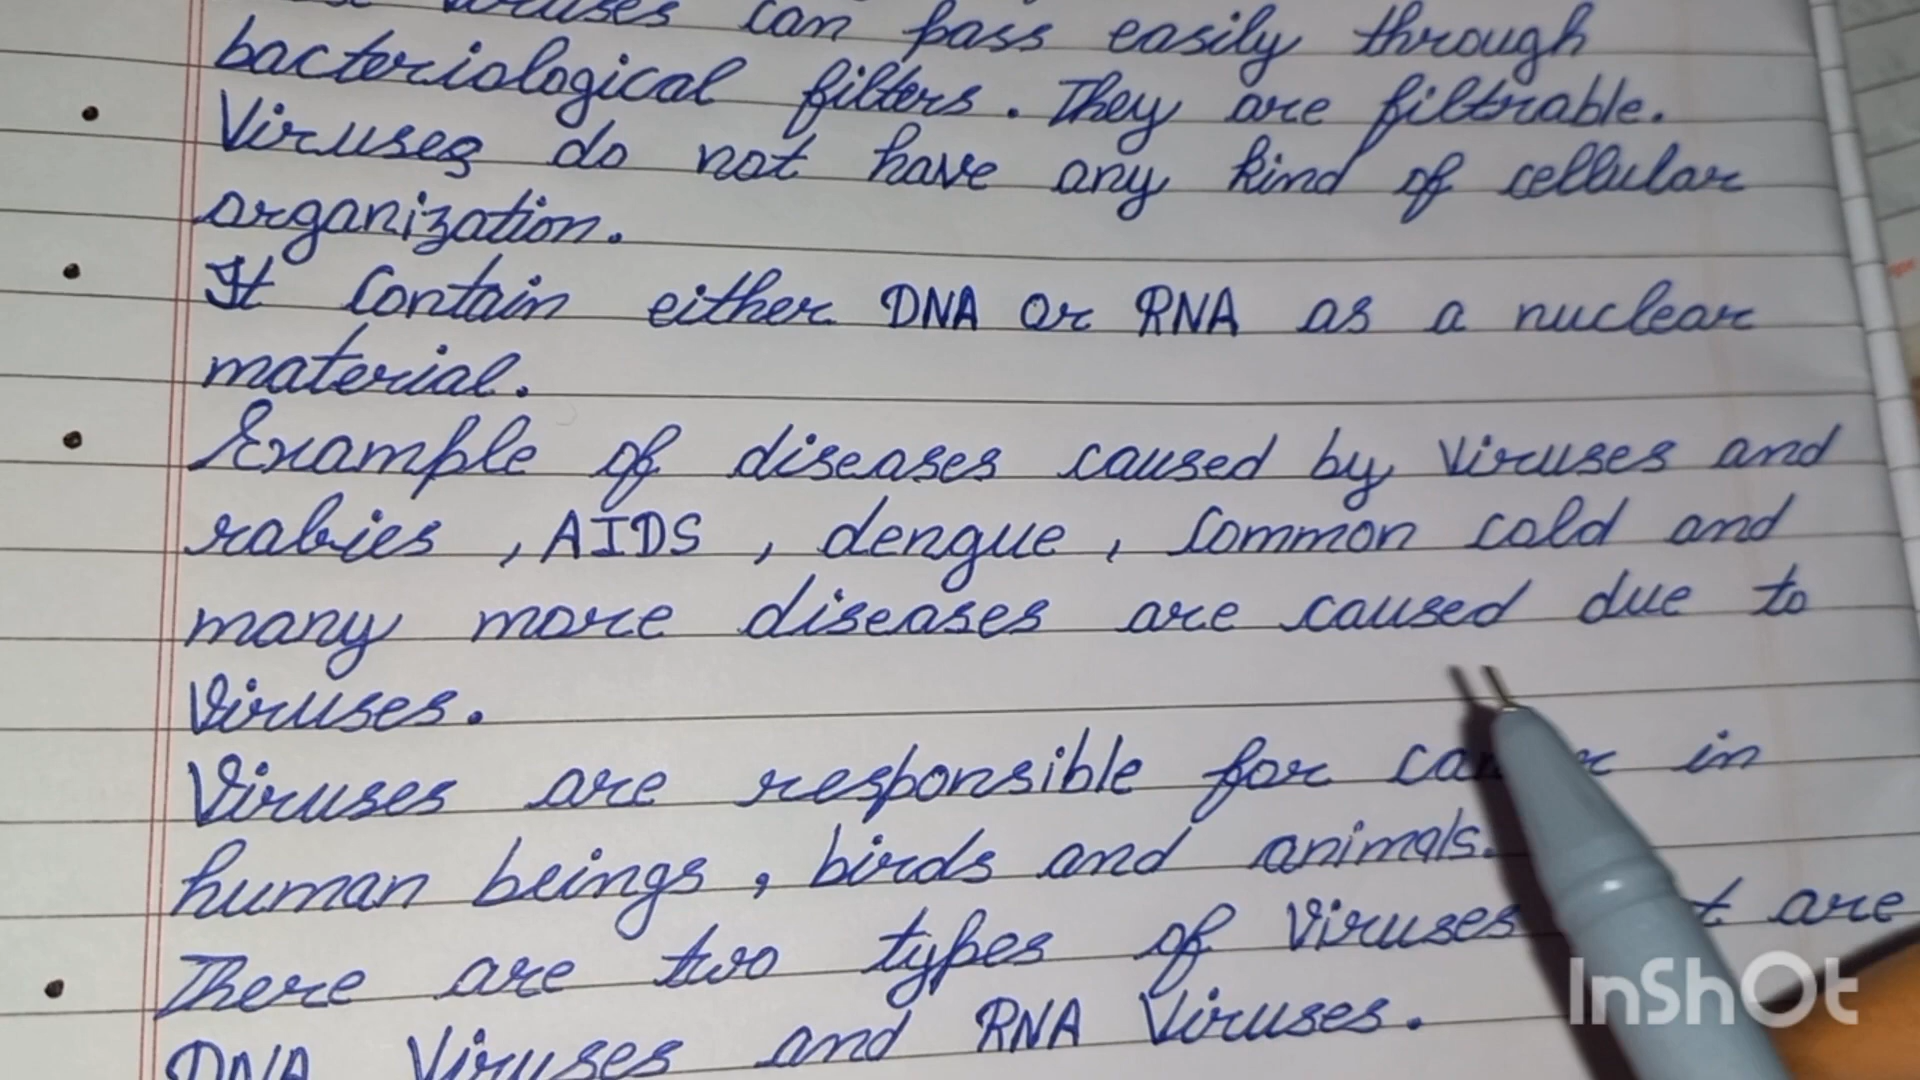 viruses can pass easily through
bacteriological filters. They are filtrable.
Viruses do not have any kind of cellular
organization.
It contain either DNA or RNA as a nuclear
material.
Example of diseases caused by Viruses and
rabies, AIDS, dengue, Common cold and
many more diseases are caused due to
Viruses.
Viruses are responsible for in
human beings, birds and animals.
There are two types of Viruses are
DNA Viruses and RNA Viruses.
InShOt